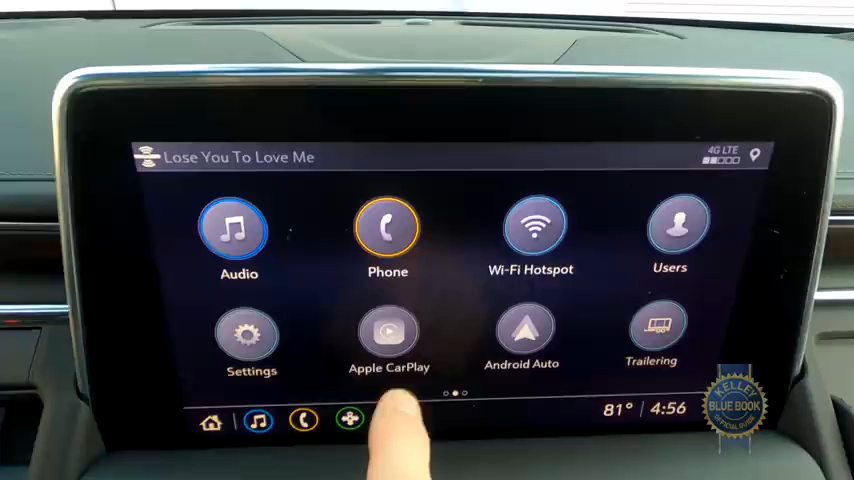 Lose You To Love Me
4G LTE
Audio
Phone
Wi-Fi Hotspot
Users
Settings
Apple CarPlay
Android Auto
Trailering
81° 4:56
KELLEY
BLUE BOOK
OFFICIAL GUIDE